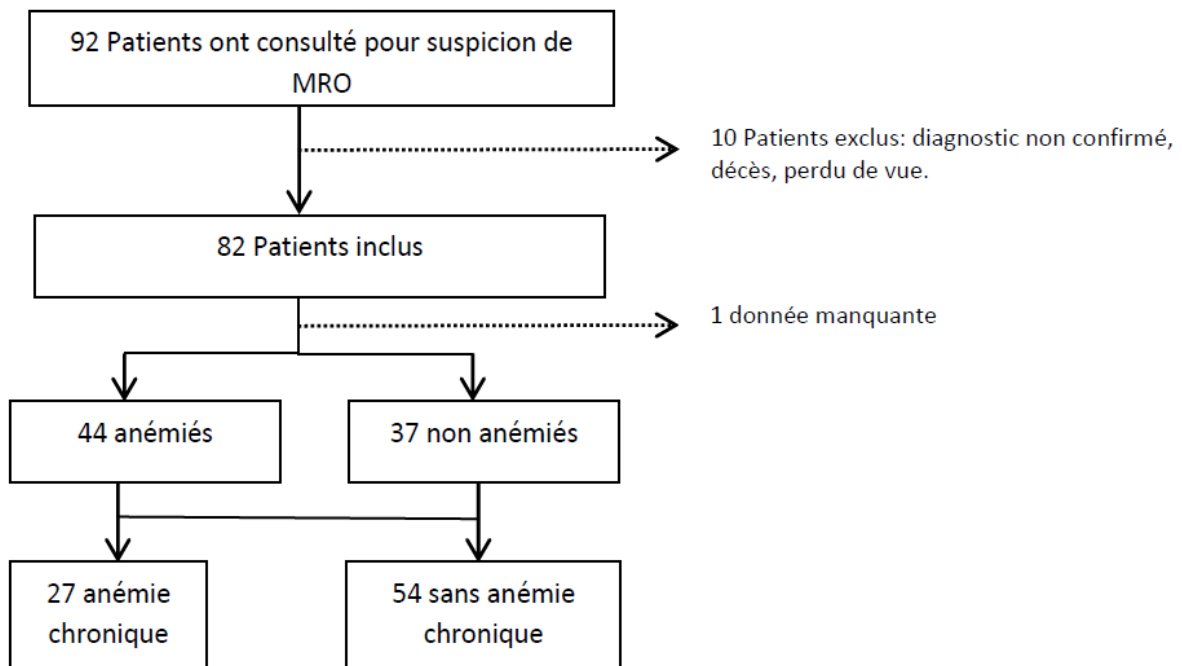 92 Patients ont consulté pour suspicion de
MRO
10 Patients exclus: diagnostic non confirmé,
décès, perdu de vue.
82 Patients inclus
1 donnée manquante
44 anémiés
37 non anémiés
27 anémie
chronique
54 sans anémie
chronique